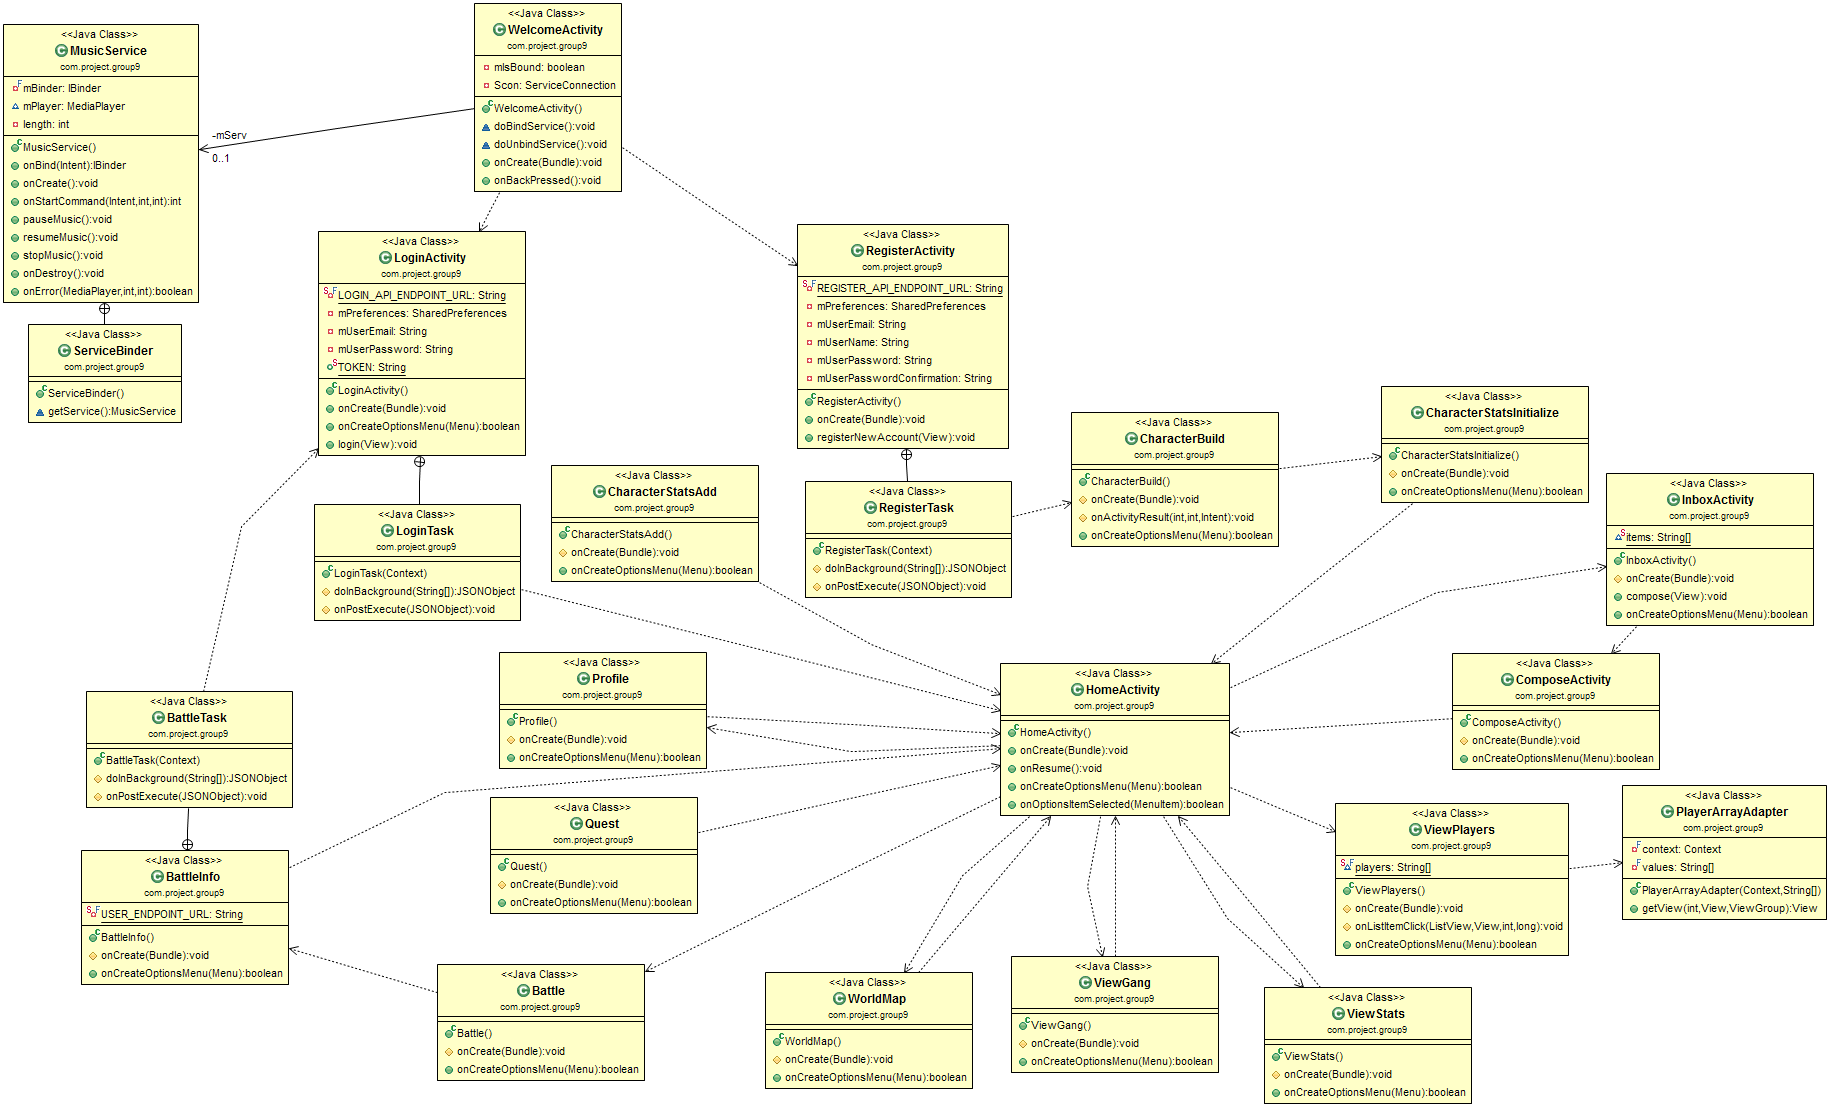 <<Java Class>>
MusicService
com.project.group9
mBinder: IBinder
mPlayer: MediaPlayer
length: int
MusicService()
onBind(Intent):IBinder
onCreate():void
onStartCommand(Intent,int,int):int
pauseMusic():void
resumeMusic():void
stopMusic():void
onDestroy():void
onError(MediaPlayer,int,int):boolean
<<Java Class>>
ServiceBinder
com.project.group9
ServiceBinder()
getService():MusicService
-mServ
0..1
<<Java Class>>
WelcomeActivity
com.project.group9
mIsBound: boolean
Scon: ServiceConnection
WelcomeActivity()
doBindService():void
doUnbindService():void
onCreate(Bundle):void
onBackPressed():void
<<Java Class>>
LoginActivity
com.project.group9
LOGIN_API_ENDPOINT_URL: String
mPreferences: SharedPreferences
mUserEmail: String
mUserPassword: String
TOKEN: String
LoginActivity()
onCreate(Bundle):void
onCreateOptionsMenu(Menu):boolean
login(View):void
<<Java Class>>
RegisterActivity
com.project.group9
REGISTER_API_ENDPOINT_URL: String
mPreferences: SharedPreferences
mUserEmail: String
mUserName: String
mUserPassword: String
mUserPasswordConfirmation: String
RegisterActivity()
onCreate(Bundle):void
registerNewAccount(View):void
<<Java Class>>
LoginTask
com.project.group9
LoginTask(Context)
doInBackground(String[]):JSONObject
onPostExecute(JSONObject):void
<<Java Class>>
CharacterStatsAdd
com.project.group9
CharacterStatsAdd()
onCreate(Bundle):void
onCreateOptionsMenu(Menu):boolean
<<Java Class>>
RegisterTask
com.project.group9
RegisterTask(Context)
doInBackground(String[]):JSONObject
onPostExecute(JSONObject):void
<<Java Class>>
CharacterBuild
com.project.group9
CharacterBuild()
onCreate(Bundle):void
onActivityResult(int,int,Intent):void
onCreateOptionsMenu(Menu):boolean
<<Java Class>>
CharacterStatsInitialize
com.project.group9
CharacterStatsInitialize()
onCreate(Bundle):void
onCreateOptionsMenu(Menu):boolean
<<Java Class>>
InboxActivity
com.project.group9
items: String[]
InboxActivity()
onCreate(Bundle):void
compose(View):void
onCreateOptionsMenu(Menu):boolean
<<Java Class>>
Profile
com.project.group9
Profile()
onCreate(Bundle):void
onCreateOptionsMenu(Menu):boolean
<<Java Class>>
HomeActivity
com.project.group9
HomeActivity()
onCreate(Bundle):void
onResume():void
onCreateOptionsMenu(Menu):boolean
onOptionsItemSelected(MenuItem):boolean
<<Java Class>>
ComposeActivity
com.project.group9
ComposeActivity()
onCreate(Bundle):void
onCreateOptionsMenu(Menu):boolean
<<Java Class>>
BattleTask
com.project.group9
BattleTask(Context)
doInBackground(String[]):JSONObject
onPostExecute(JSONObject):void
<<Java Class>>
Quest
com.project.group9
Quest()
onCreate(Bundle):void
onCreateOptionsMenu(Menu):boolean
<<Java Class>>
ViewPlayers
com.project.group9
players: String[]
ViewPlayers()
onCreate(Bundle):void
onListItemClick(ListView,View,int,long):void
onCreateOptionsMenu(Menu):boolean
<<Java Class>>
PlayerArrayAdapter
com.project.group9
context: Context
values: String[]
PlayerArrayAdapter(Context,String[])
getView(int,View,ViewGroup):View
<<Java Class>>
BattleInfo
com.project.group9
USER_ENDPOINT_URL: String
BattleInfo()
onCreate(Bundle):void
onCreateOptionsMenu(Menu):boolean
<<Java Class>>
Battle
com.project.group9
Battle()
onCreate(Bundle):void
onCreateOptionsMenu(Menu):boolean
<<Java Class>>
WorldMap
com.project.group9
WorldMap()
onCreate(Bundle):void
onCreateOptionsMenu(Menu):boolean
<<Java Class>>
ViewGang
com.project.group9
ViewGang()
onCreate(Bundle):void
onCreateOptionsMenu(Menu):boolean
<<Java Class>>
ViewStats
com.project.group9
ViewStats()
onCreate(Bundle):void
onCreateOptionsMenu(Menu):boolean